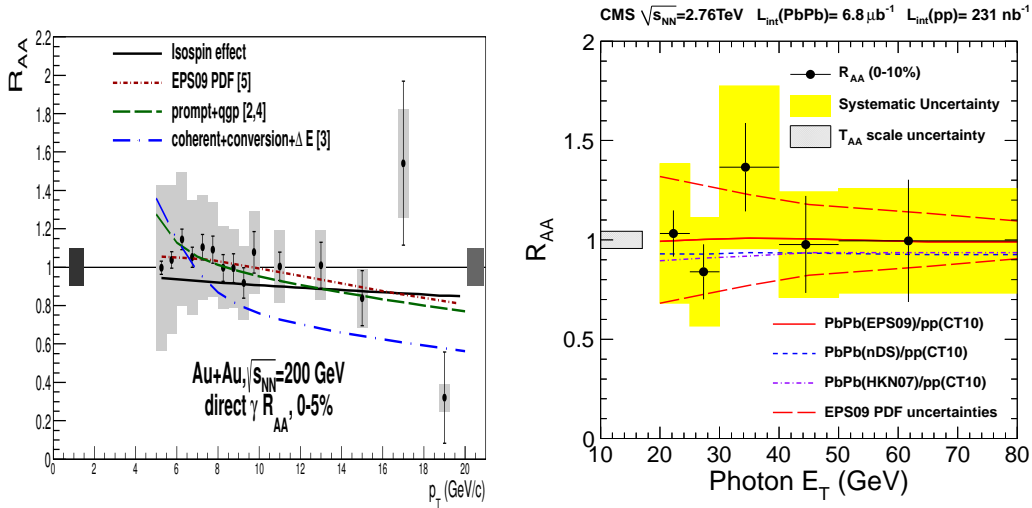 R_AA
2.2
2
1.8
1.6
1.4
1.2
1
0.8
0.6
0.4
0.2
0
Isospin effect
EPS09 PDF [5]
prompt+qgp [2,4]
coherent+conversion+Δ E [3]
Au+Au,√s_NN=200 GeV
direct γ R_AA, 0-5%
0 2 4 6 8 10 12 14 16 18 20
p_T (GeV/c)
CMS √s_NN=2.76TeV L_int(PbPb)= 6.8 μb⁻¹ L_int(pp)= 231 nb⁻¹
R_AA
2
1.5
1
0.5
0
R_AA (0-10%)
Systematic Uncertainty
T_AA scale uncertainty
PbPb(EPS09)/pp(CT10)
PbPb(nDS)/pp(CT10)
PbPb(HKN07)/pp(CT10)
EPS09 PDF uncertainties
10 20 30 40 50 60 70 80
Photon E_T (GeV)